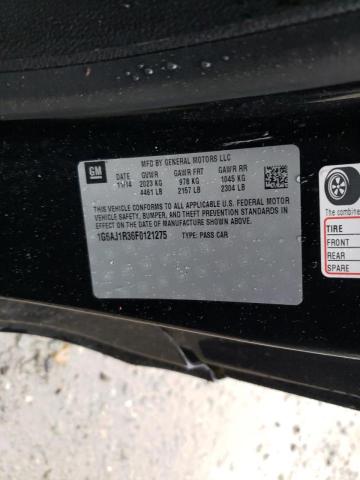 GM
MFD BY GENERAL MOTORS LLC
DATE GVWR GAWR FRT GAWR RR
11/14 2023 KG 978 KG 1045 KG
4461 LB 2157 LB 2304 LB
THIS VEHICLE CONFORMS TO ALL APPLICABLE U.S. FEDERAL MOTOR
VEHICLE SAFETY, BUMPER, AND THEFT PREVENTION STANDARDS IN
EFFECT ON THE DATE OF MANUFACTURE SHOWN ABOVE.
1G6AJ1R36F0121275 TYPE: PASS CAR
The combine
TIRE
FRONT
REAR
SPARE